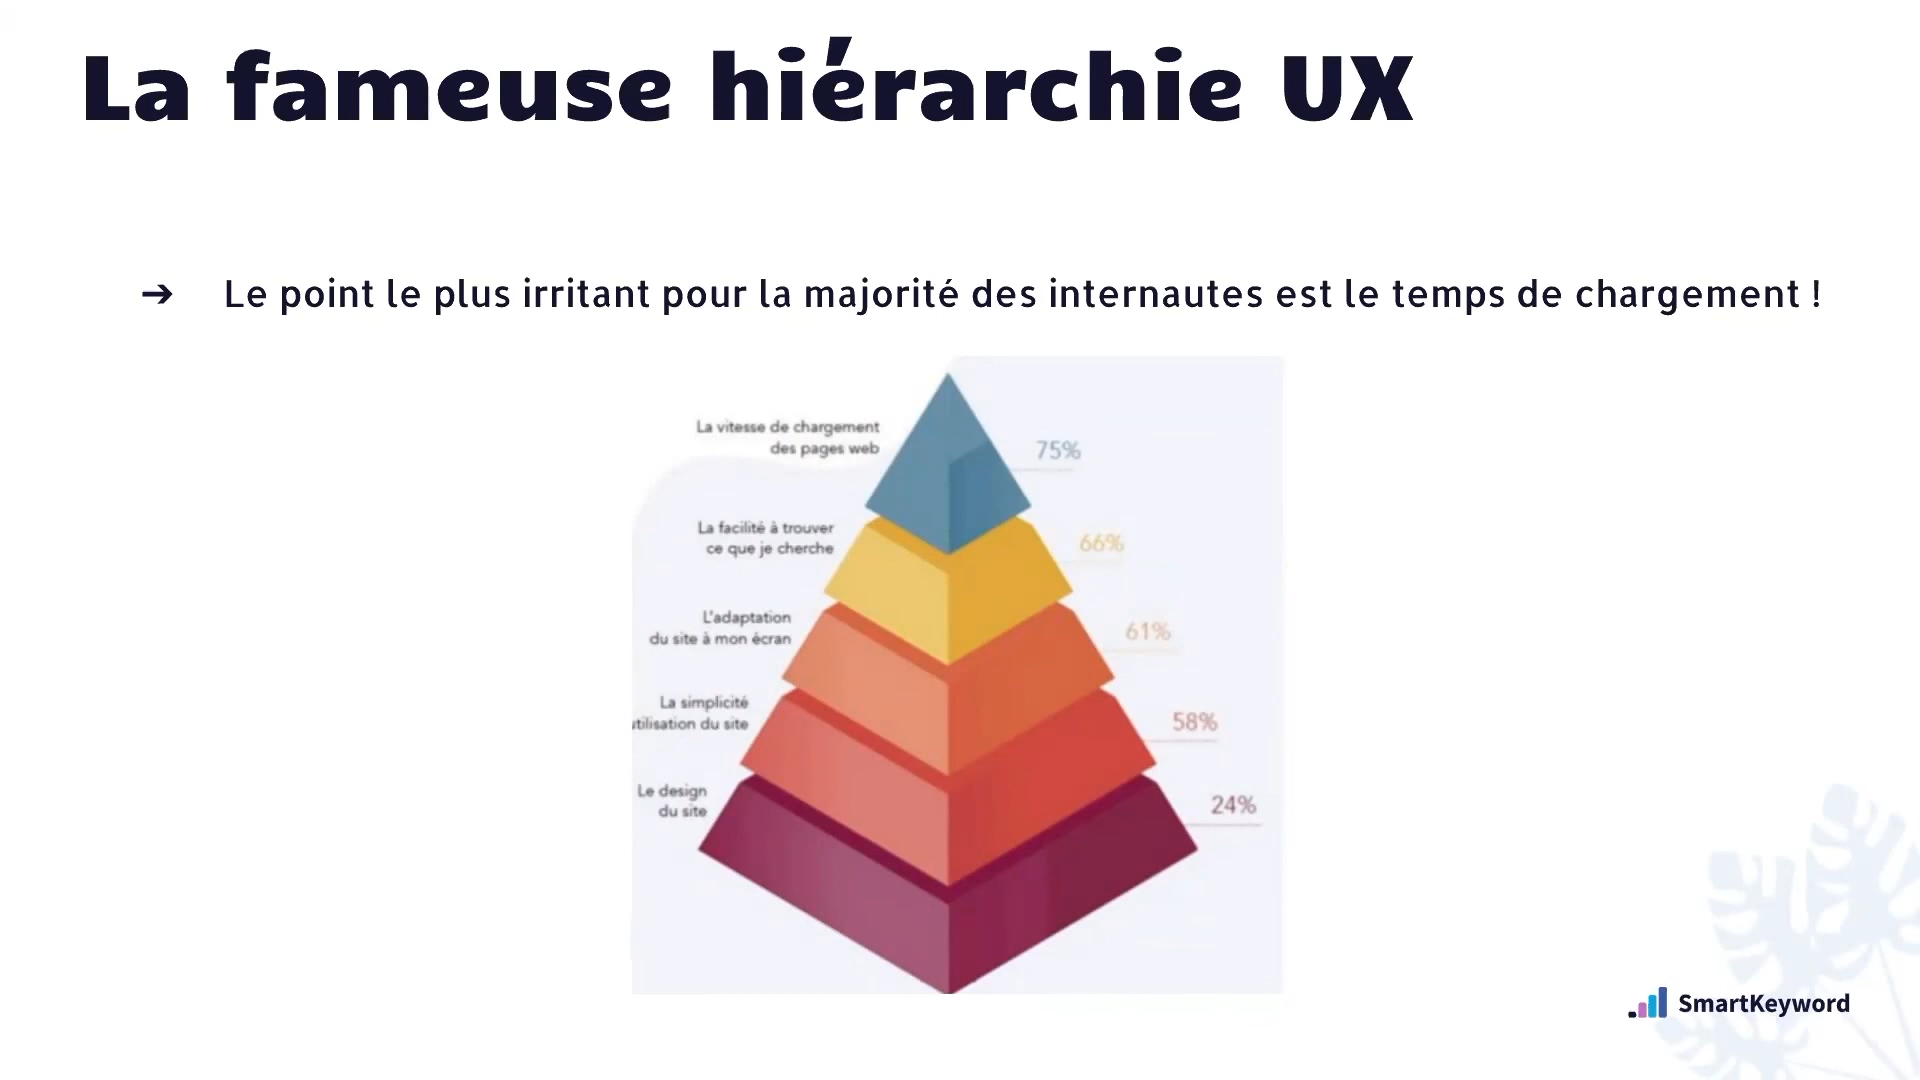 La fameuse hiérarchie UX
➔ Le point le plus irritant pour la majorité des internautes est le temps de chargement !
La vitesse de chargement
des pages web
75%
La facilité à trouver
ce que je cherche
66%
L'adaptation
du site à mon écran
61%
La simplicité
utilisation du site
58%
Le design
du site
24%
SmartKeyword